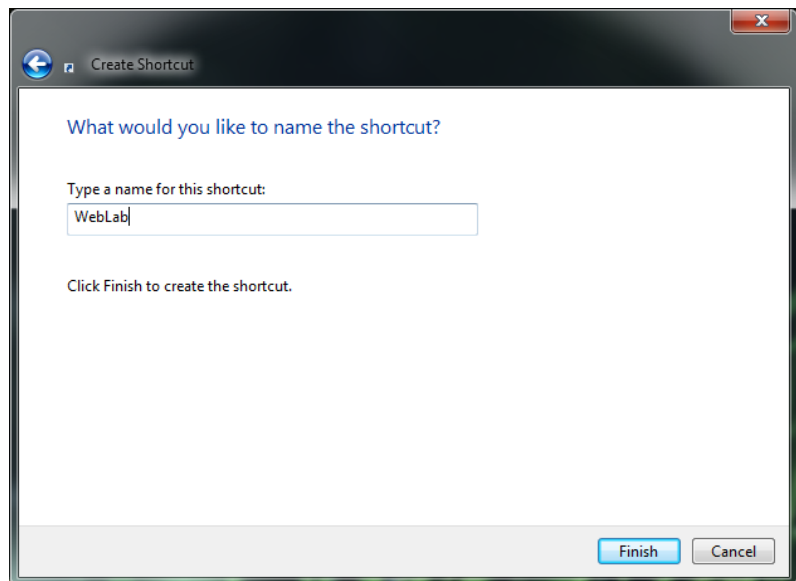 Create Shortcut
What would you like to name the shortcut?
Type a name for this shortcut:
WebLab
Click Finish to create the shortcut.
Finish Cancel